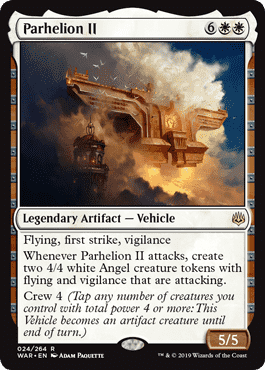 Parhelion II 6
Legendary Artifact — Vehicle
Flying, first strike, vigilance
Whenever Parhelion II attacks, create
two 4/4 white Angel creature tokens with
flying and vigilance that are attacking.
Crew 4 (Tap any number of creatures you
control with total power 4 or more: This
Vehicle becomes an artifact creature until
end of turn.)
5/5
024/264 R
WAR • EN Adam Paquette
™ & © 2019 Wizards of the Coast